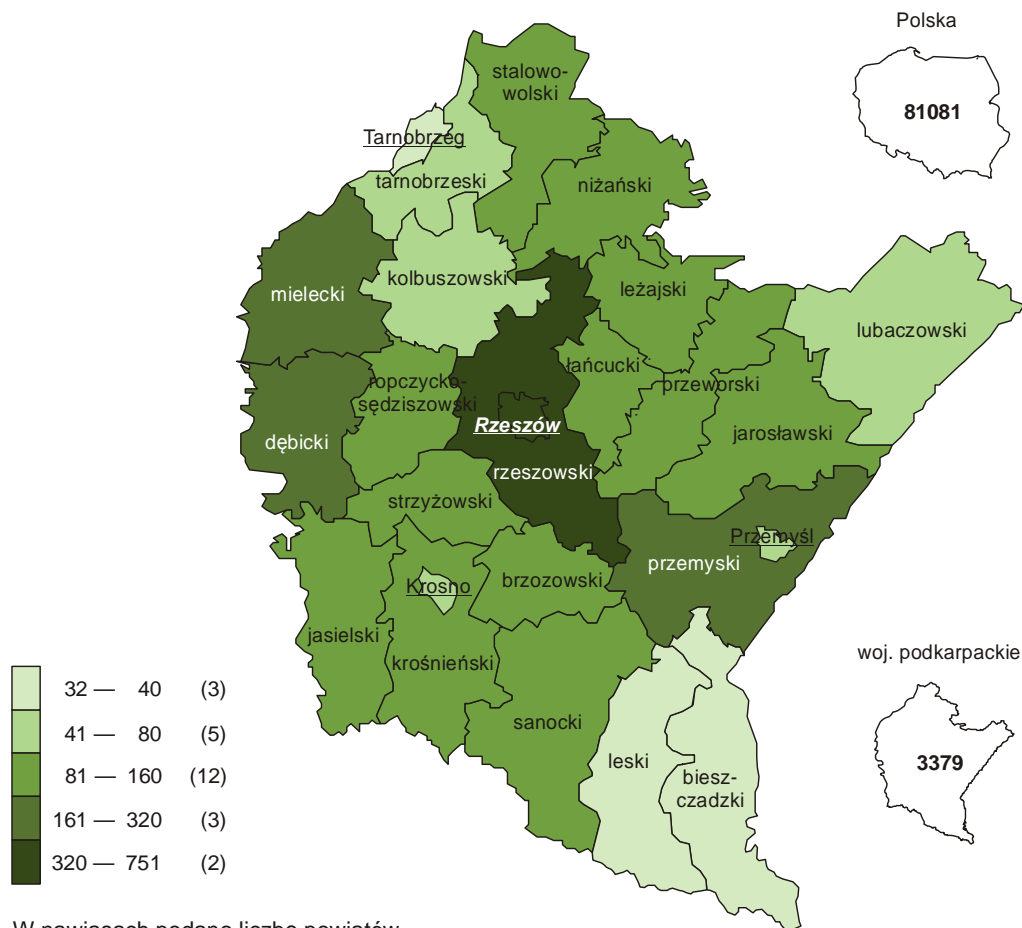 Polska
81081
stalowo-
wolski
Tarnobrzeg
tarnobrzeski
niżański
kolbuszowski
mielecki
leżajski
lubaczowski
łańcucki
ropczycko-
sędziszowski
przeworski
Rzeszów
dębicki
jarosławski
rzeszowski
strzyżowski
Przemyśl
przemyski
Krosno
brzozowski
jasielski
krośnieński
woj. podkarpackie
3379
sanocki
leski
biesz-
czadzki
32 — 40 (3)
41 — 80 (5)
81 — 160 (12)
161 — 320 (3)
320 — 751 (2)